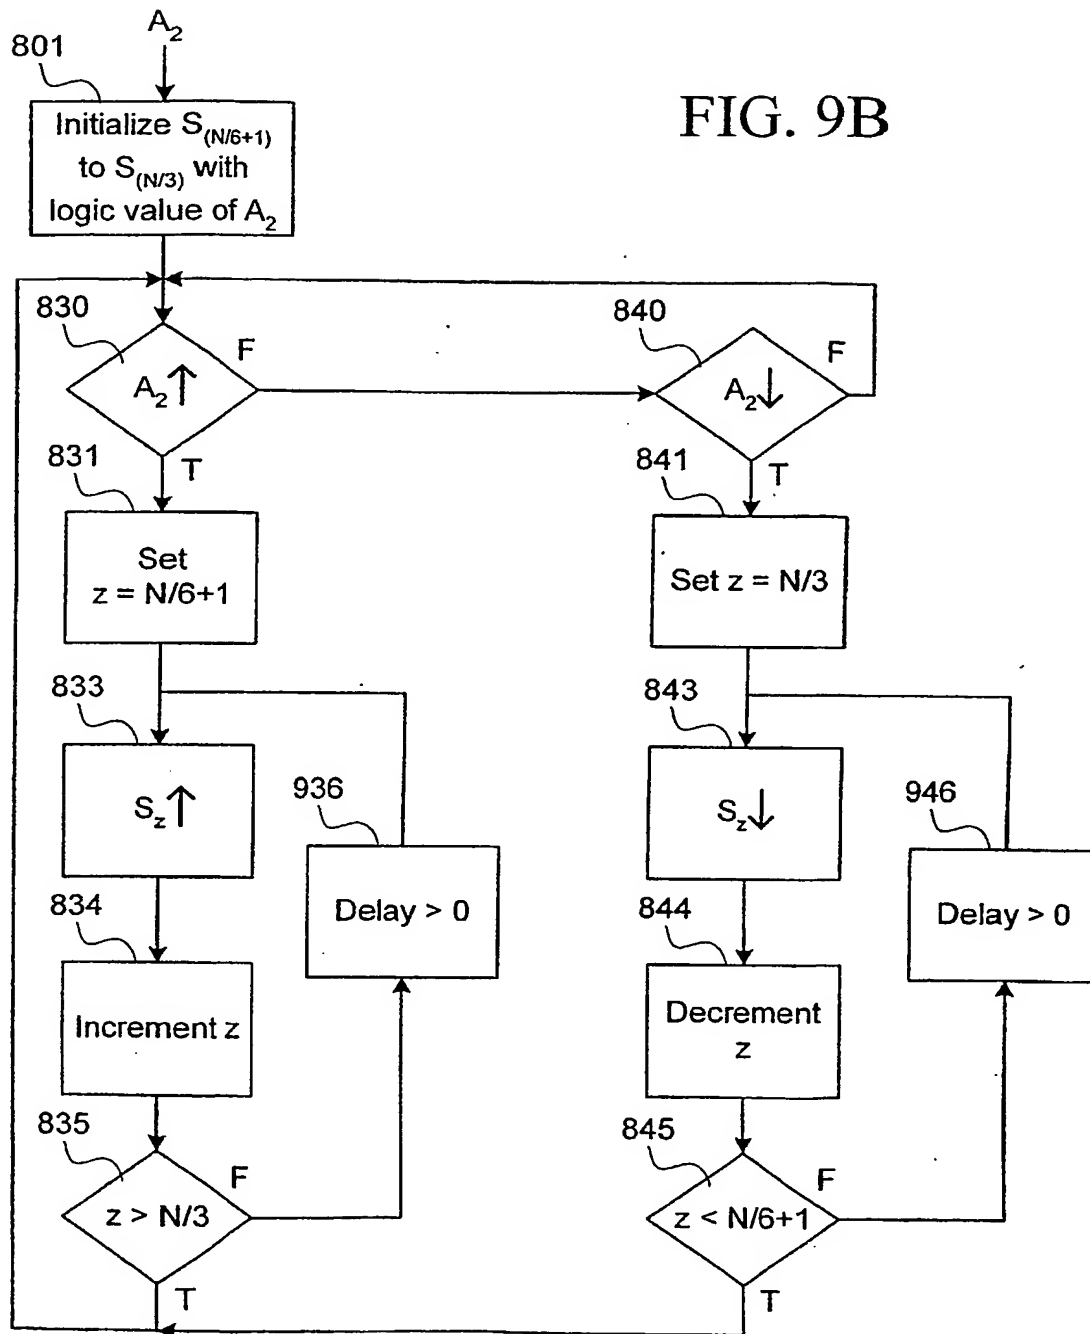 A₂
801
Initialize S₍N/6+1₎
to S₍N/3₎ with
logic value of A₂
FIG. 9B
830
A₂↑
F
T
840
A₂↓
F
T
831
Set
z = N/6+1
841
Set z = N/3
833
S_z↑
936
Delay > 0
843
S_z↓
946
Delay > 0
834
Increment z
844
Decrement
z
835
z > N/3
F
T
845
z < N/6+1
F
T